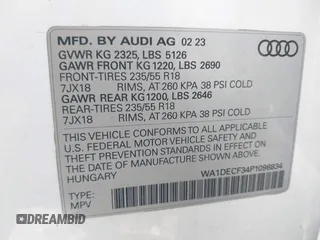 MFD. BY AUDI AG 02 23
GVWR KG 2325, LBS 5126
GAWR FRONT KG1220, LBS 2690
FRONT-TIRES 235/55 R18
7JX18 RIMS, AT 260 KPA 38 PSI COLD
GAWR REAR KG1200, LBS 2646
REAR-TIRES 235/55 R18
7JX18 RIMS, AT 260 KPA 38 PSI COLD
THIS VEHICLE CONFORMS TO ALL APPLICABLE
U.S. FEDERAL MOTOR VEHICLE SAFETY AND
THEFT PREVENTION STANDARDS IN EFFECT ON
THE DATE OF MANUFACTURE SHOWN ABOVE.
HUNGARY
WA1DECF34P1098834
TYPE:
MPV
DREAMBID